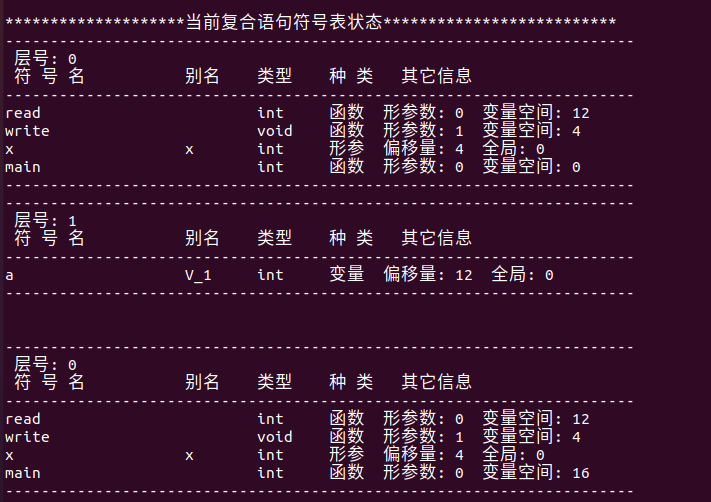 ********************当前复合语句符号表状态**************************
----------------------------------------------------------------------
 层号: 0
 符 号 名           别名    类型    种 类   其它信息
----------------------------------------------------------------------
read                        int     函数  形参数: 0  变量空间: 12
write                       void    函数  形参数: 1  变量空间: 4
x                   x       int     形参  偏移量: 4  全局: 0
main                        int     函数  形参数: 0  变量空间: 0
----------------------------------------------------------------------
----------------------------------------------------------------------
 层号: 1
 符 号 名           别名    类型    种 类   其它信息
----------------------------------------------------------------------
a                   V_1     int     变量  偏移量: 12  全局: 0
----------------------------------------------------------------------
----------------------------------------------------------------------
 层号: 0
 符 号 名           别名    类型    种 类   其它信息
----------------------------------------------------------------------
read                        int     函数  形参数: 0  变量空间: 12
write                       void    函数  形参数: 1  变量空间: 4
x                   x       int     形参  偏移量: 4  全局: 0
main                        int     函数  形参数: 0  变量空间: 16
----------------------------------------------------------------------